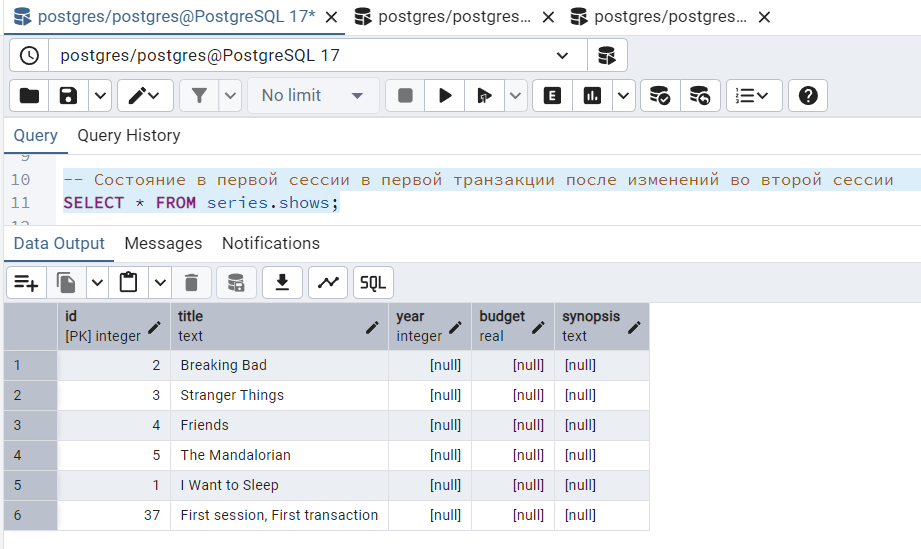 postgres/postgres@PostgreSQL 17* postgres/postgres... postgres/postgres...
postgres/postgres@PostgreSQL 17
No limit E
Query Query History
9
10 -- Состояние в первой сессии в первой транзакции после изменений во второй сессии
11 SELECT * FROM series.shows;
12
Data Output Messages Notifications
SQL
id title year budget synopsis
[PK] integer text integer real text
1 2 Breaking Bad [null] [null] [null]
2 3 Stranger Things [null] [null] [null]
3 4 Friends [null] [null] [null]
4 5 The Mandalorian [null] [null] [null]
5 1 I Want to Sleep [null] [null] [null]
6 37 First session, First transaction [null] [null] [null]